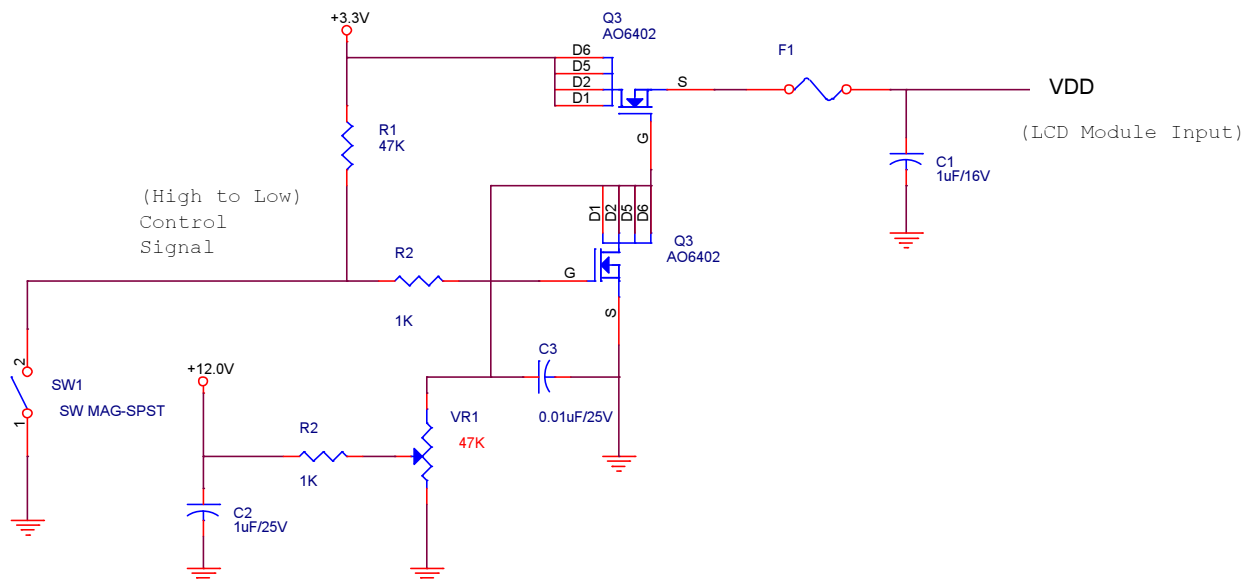 +3.3V
Q3
AO6402
D6
D5
D2
D1
S
G
F1
VDD
(LCD Module Input)
C1
1uF/16V
R1
47K
(High to Low)
Control
Signal
D1
D2
D5
D6
Q3
AO6402
G
S
R2
1K
2
SW1
SW MAG-SPST
1
+12.0V
R2
1K
C2
1uF/25V
VR1
47K
C3
0.01uF/25V